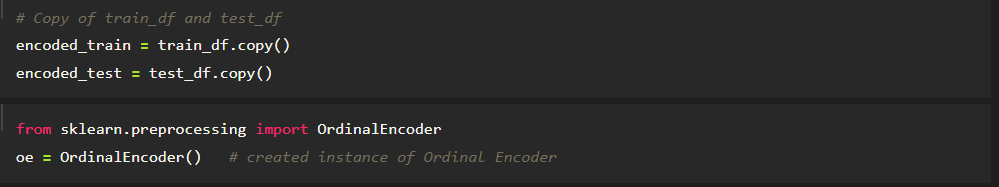 # Copy of train_df and test_df
encoded_train = train_df.copy()
encoded_test = test_df.copy()
from sklearn.preprocessing import OrdinalEncoder
oe = OrdinalEncoder()   # created instance of Ordinal Encoder